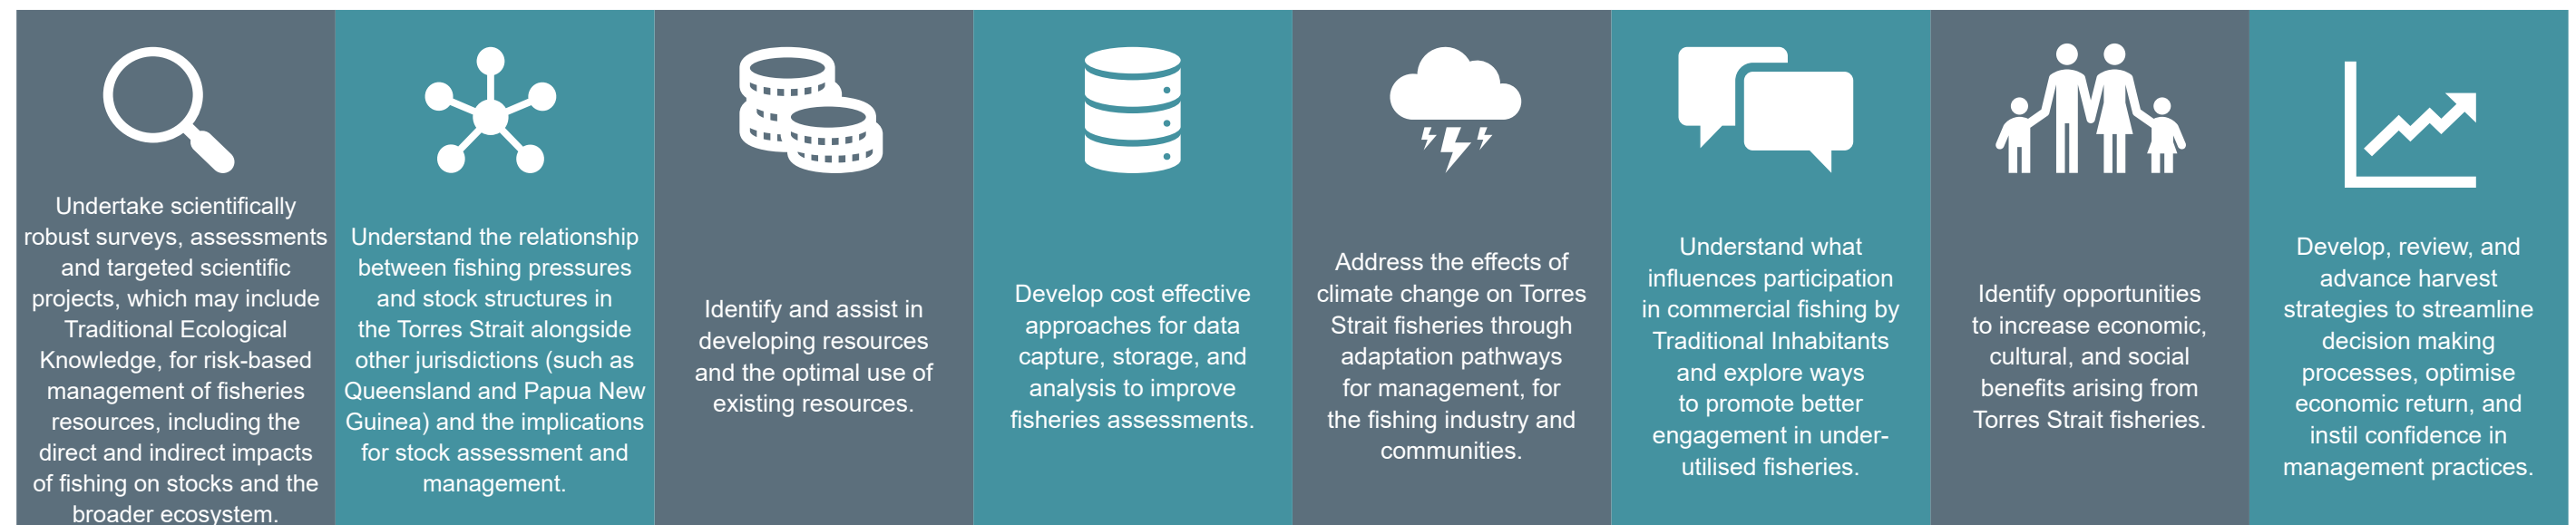 Undertake scientifically
robust surveys, assessments
and targeted scientific
projects, which may include
Traditional Ecological
Knowledge, for risk-based
management of fisheries
resources, including the
direct and indirect impacts
of fishing on stocks and the
broader ecosystem.
Understand the relationship
between fishing pressures
and stock structures in
the Torres Strait alongside
other jurisdictions (such as
Queensland and Papua New
Guinea) and the implications
for stock assessment and
management.
Identify and assist in
developing resources
and the optimal use of
existing resources.
Develop cost effective
approaches for data
capture, storage, and
analysis to improve
fisheries assessments.
Address the effects of
climate change on Torres
Strait fisheries through
adaptation pathways
for management, for
the fishing industry and
communities.
Understand what
influences participation
in commercial fishing by
Traditional Inhabitants
and explore ways
to promote better
engagement in under-
utilised fisheries.
Identify opportunities
to increase economic,
cultural, and social
benefits arising from
Torres Strait fisheries.
Develop, review, and
advance harvest
strategies to streamline
decision making
processes, optimise
economic return, and
instil confidence in
management practices.